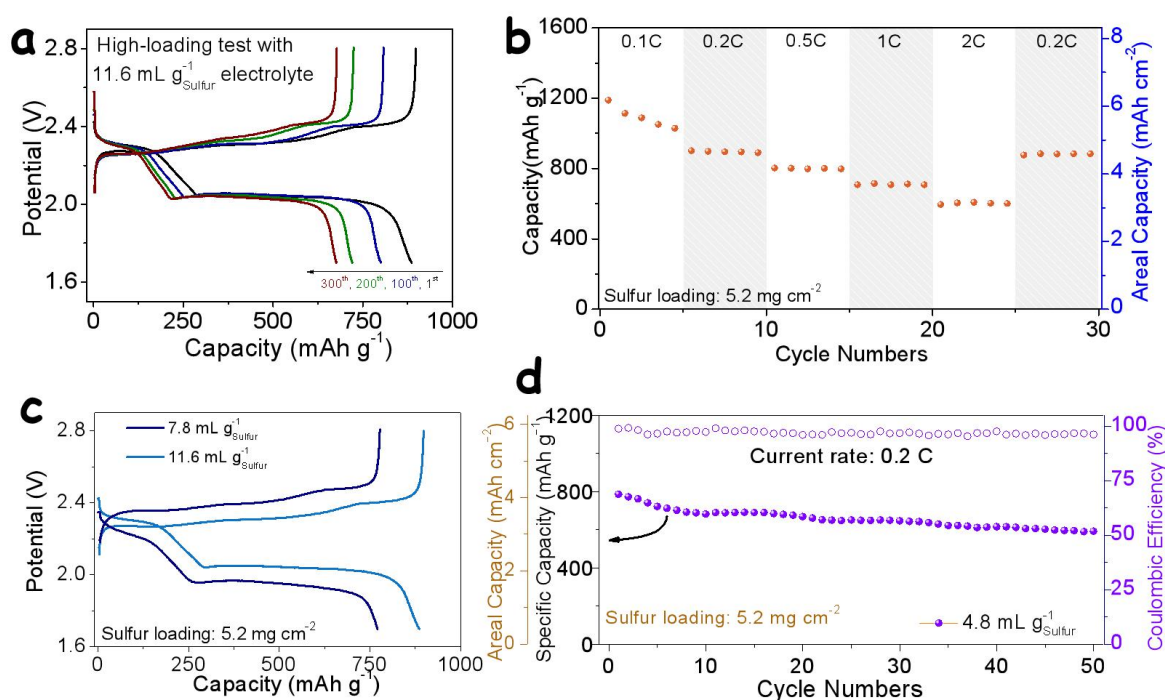 a
High-loading test with
11.6 mL g⁻¹Sulfur electrolyte
Potential (V)
2.8
2.4
2.0
1.6
300th, 200th, 100th, 1st
0 250 500 750 1000
Capacity (mAh g⁻¹)
b
0.1C 0.2C 0.5C 1C 2C 0.2C
Capacity(mAh g⁻¹)
1600
1200
800
400
0
Areal Capacity (mAh cm⁻²)
8
6
4
2
0
Sulfur loading: 5.2 mg cm⁻²
0 10 20 30
Cycle Numbers
c
7.8 mL g⁻¹Sulfur
11.6 mL g⁻¹Sulfur
Potential (V)
2.8
2.4
2.0
1.6
Areal Capacity (mAh cm⁻²)
6
4
2
0
Sulfur loading: 5.2 mg cm⁻²
0 250 500 750 1000
Capacity (mAh g⁻¹)
d
Specific Capacity (mAh g⁻¹)
1200
800
400
0
Current rate: 0.2 C
Coulombic Efficiency (%)
100
75
50
25
0
Sulfur loading: 5.2 mg cm⁻²
4.8 mL g⁻¹Sulfur
0 10 20 30 40 50
Cycle Numbers